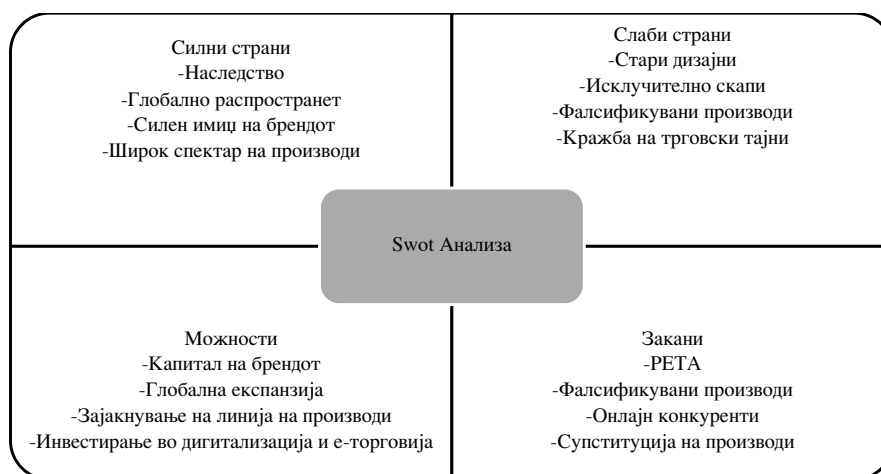 Силни страни
-Наследство
-Глобално распространет
-Силен имиџ на брендот
-Широк спектар на производи
Слаби страни
-Стари дизајни
-Исклучително скапи
-Фалсификувани производи
-Кражба на трговски тајни
Swot Анализа
Можности
-Капитал на брендот
-Глобална експанзија
-Зајакнување на линија на производи
-Инвестирање во дигитализација и е-торговија
Закани
-PETA
-Фалсификувани производи
-Онлајн конкуренти
-Супституција на производи